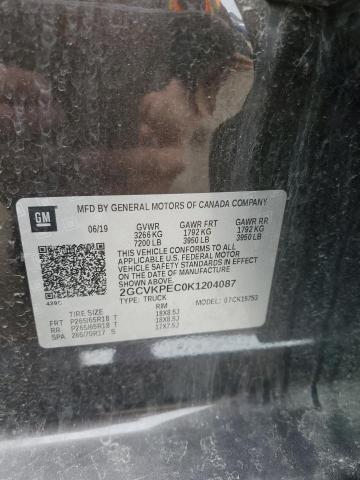 GM
MFD BY GENERAL MOTORS OF CANADA COMPANY
06/19 GVWR GAWR FRT GAWR RR
3266 KG 1792 KG 1792 KG
7200 LB 3950 LB 3950 LB
THIS VEHICLE CONFORMS TO ALL
APPLICABLE U.S. FEDERAL MOTOR
VEHICLE SAFETY STANDARDS IN EFFECT
ON THE DATE OF MANUFACTURE
2GCVKPEC0K1204087
TYPE: TRUCK MODEL: 07CK15753
TIRE SIZE RIM
FRT P265/65R18 T 18X8.5J
RR P265/65R18 T 18X8.5J
SPA 265/70R17 S 17X7.5J